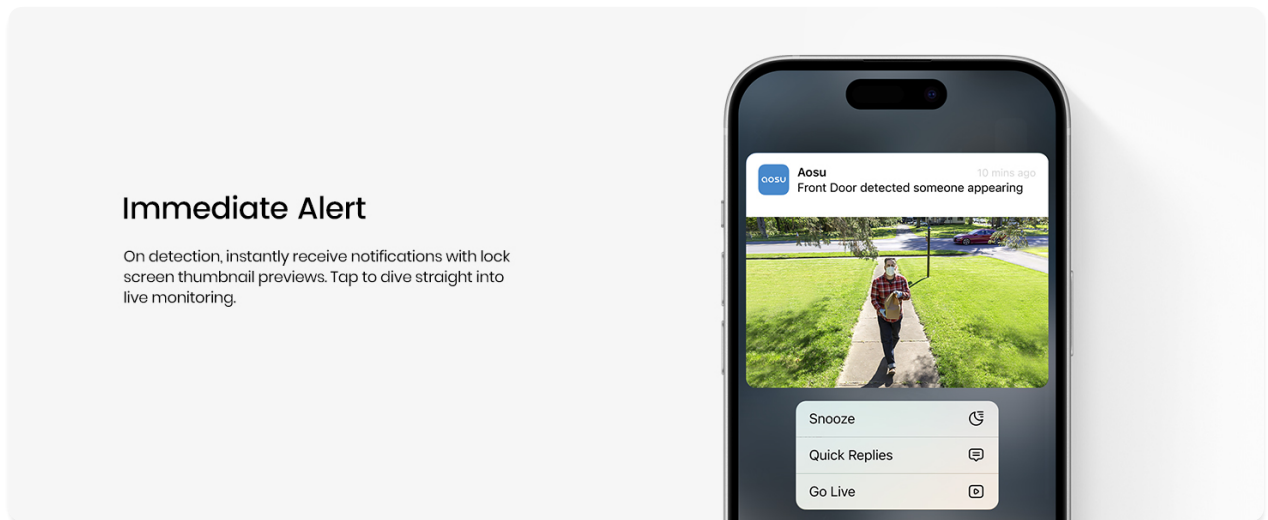 Immediate Alert
On detection, instantly receive notifications with lock
screen thumbnail previews. Tap to dive straight into
live monitoring.
aosu
Aosu
10 mins ago
Front Door detected someone appearing
Snooze
Quick Replies
Go Live